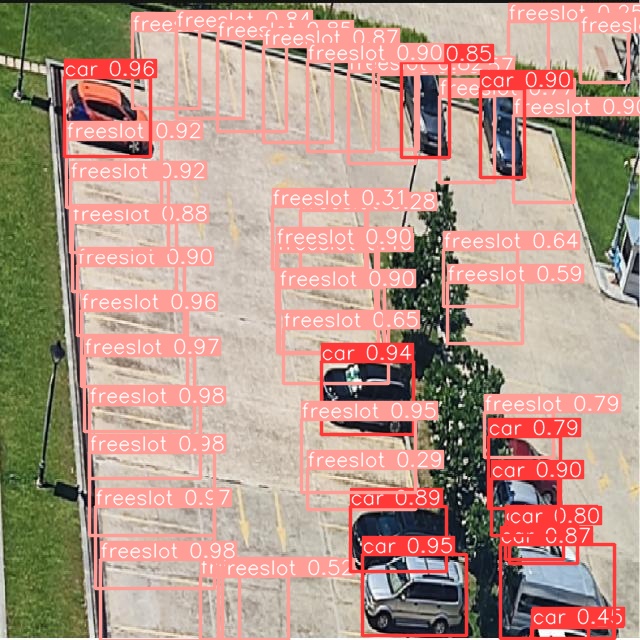 freeslot 0.84
freeslot 0.87
freeslot 0.90
0.85
car 0.96
car 0.90
freeslot 0.90
freeslot 0.92
freeslot 0.92
freeslot 0.31
freeslot 0.88
freeslot 0.90
freeslot 0.64
freeslot 0.90
freeslot 0.90
freeslot 0.59
freeslot 0.96
freeslot 0.65
freeslot 0.97
car 0.94
freeslot 0.98
freeslot 0.95
freeslot 0.79
car 0.79
freeslot 0.98
freeslot 0.29
car 0.90
freeslot 0.97
car 0.89
car 0.80
car 0.87
freeslot 0.98
car 0.95
freeslot 0.52
car 0.45